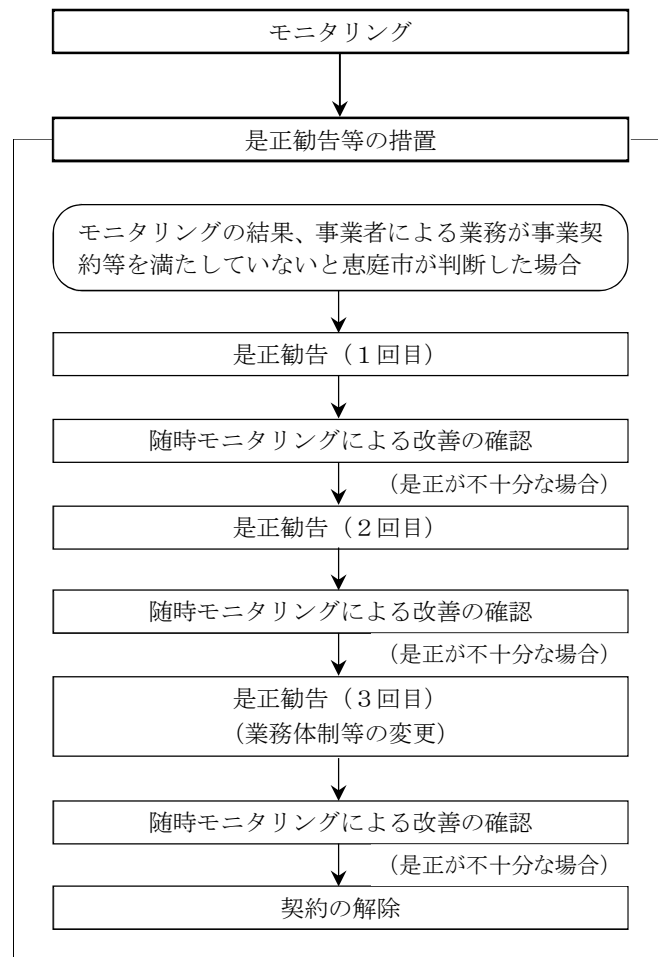 モニタリング
是正勧告等の措置
モニタリングの結果、事業者による業務が事業契
約等を満たしていないと恵庭市が判断した場合
是正勧告（１回目）
随時モニタリングによる改善の確認
（是正が不十分な場合）
是正勧告（２回目）
随時モニタリングによる改善の確認
（是正が不十分な場合）
是正勧告（３回目）
（業務体制等の変更）
随時モニタリングによる改善の確認
（是正が不十分な場合）
契約の解除